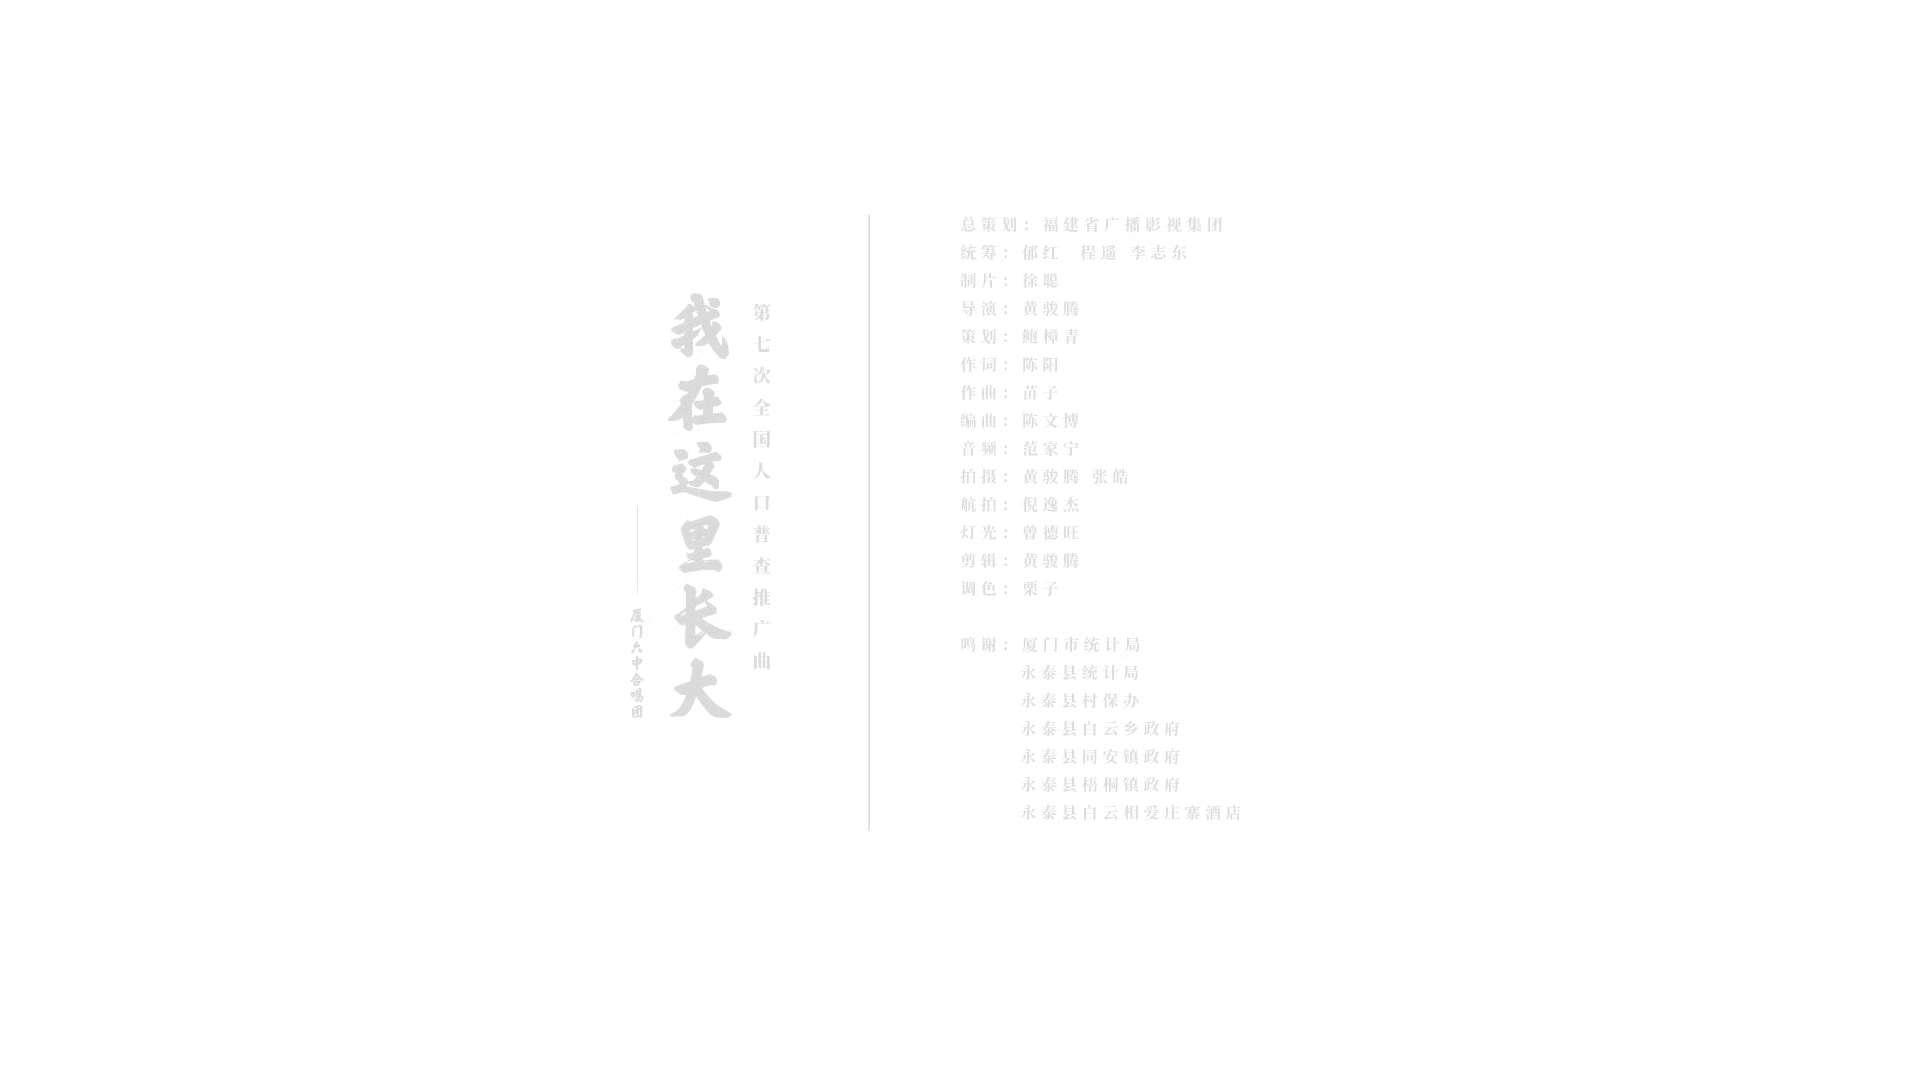 第七次全国人口普查推广曲
我在这里长大
厦门六中合唱团
总策划：福建省广播影视集团
统筹：郁红 程遥 李志东
制片：徐聪
导演：黄骏腾
策划：鲍樟青
作词：陈阳
作曲：苗子
编曲：陈文博
音频：范家宁
拍摄：黄骏腾 张皓
航拍：倪逸杰
灯光：曾德旺
剪辑：黄骏腾
调色：栗子
鸣谢：厦门市统计局
永泰县统计局
永泰县村保办
永泰县白云乡政府
永泰县同安镇政府
永泰县梧桐镇政府
永泰县白云相爱庄寨酒店